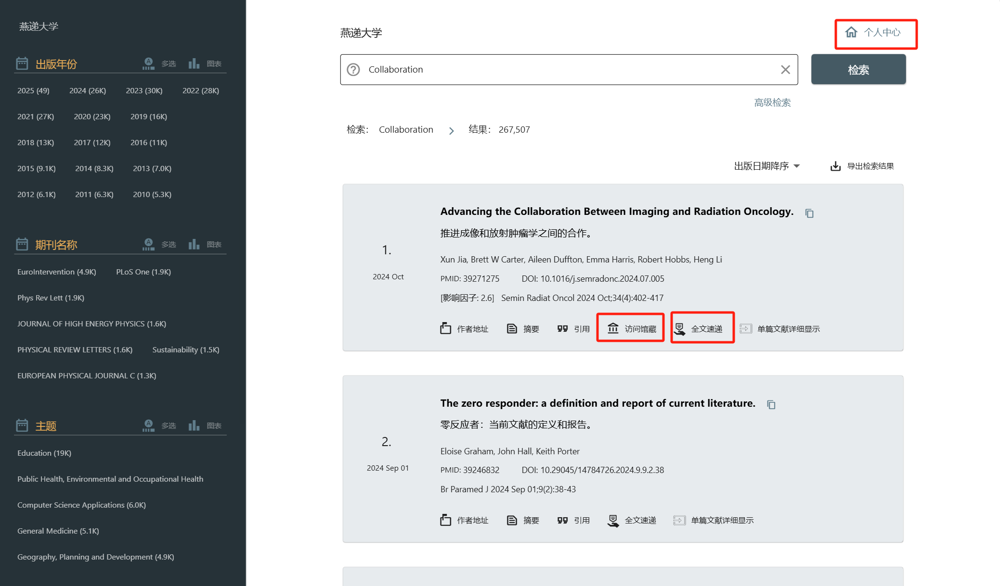 燕递大学
出版年份 多选 图表
2025 (49) 2024 (26K) 2023 (30K) 2022 (28K)
2021 (27K) 2020 (23K) 2019 (16K)
2018 (13K) 2017 (12K) 2016 (11K)
2015 (9.1K) 2014 (8.3K) 2013 (7.0K)
2012 (6.1K) 2011 (6.3K) 2010 (5.3K)
期刊名称 多选 图表
EuroIntervention (4.9K) PLoS One (1.9K)
Phys Rev Lett (1.9K)
JOURNAL OF HIGH ENERGY PHYSICS (1.6K)
PHYSICAL REVIEW LETTERS (1.6K) Sustainability (1.5K)
EUROPEAN PHYSICAL JOURNAL C (1.3K)
主题 多选 图表
Education (19K)
Public Health, Environmental and Occupational Health
Computer Science Applications (6.0K)
General Medicine (5.1K)
Geography, Planning and Development (4.9K)
燕递大学
个人中心
Collaboration
检索
高级检索
检索： Collaboration 结果： 267,507
出版日期降序 导出检索结果
1.
2024 Oct
Advancing the Collaboration Between Imaging and Radiation Oncology.
推进成像和放射肿瘤学之间的合作。
Xun Jia, Brett W Carter, Aileen Duffton, Emma Harris, Robert Hobbs, Heng Li
PMID: 39271275 DOI: 10.1016/j.semradonc.2024.07.005
[影响因子: 2.6] Semin Radiat Oncol 2024 Oct;34(4):402-417
作者地址 摘要 引用 访问馆藏 全文速递 单篇文献详细显示
2.
2024 Sep 01
The zero responder: a definition and report of current literature.
零反应者：当前文献的定义和报告。
Eloise Graham, John Hall, Keith Porter
PMID: 39246832 DOI: 10.29045/14784726.2024.9.9.2.38
Br Paramed J 2024 Sep 01;9(2):38-43
作者地址 摘要 引用 全文速递 单篇文献详细显示